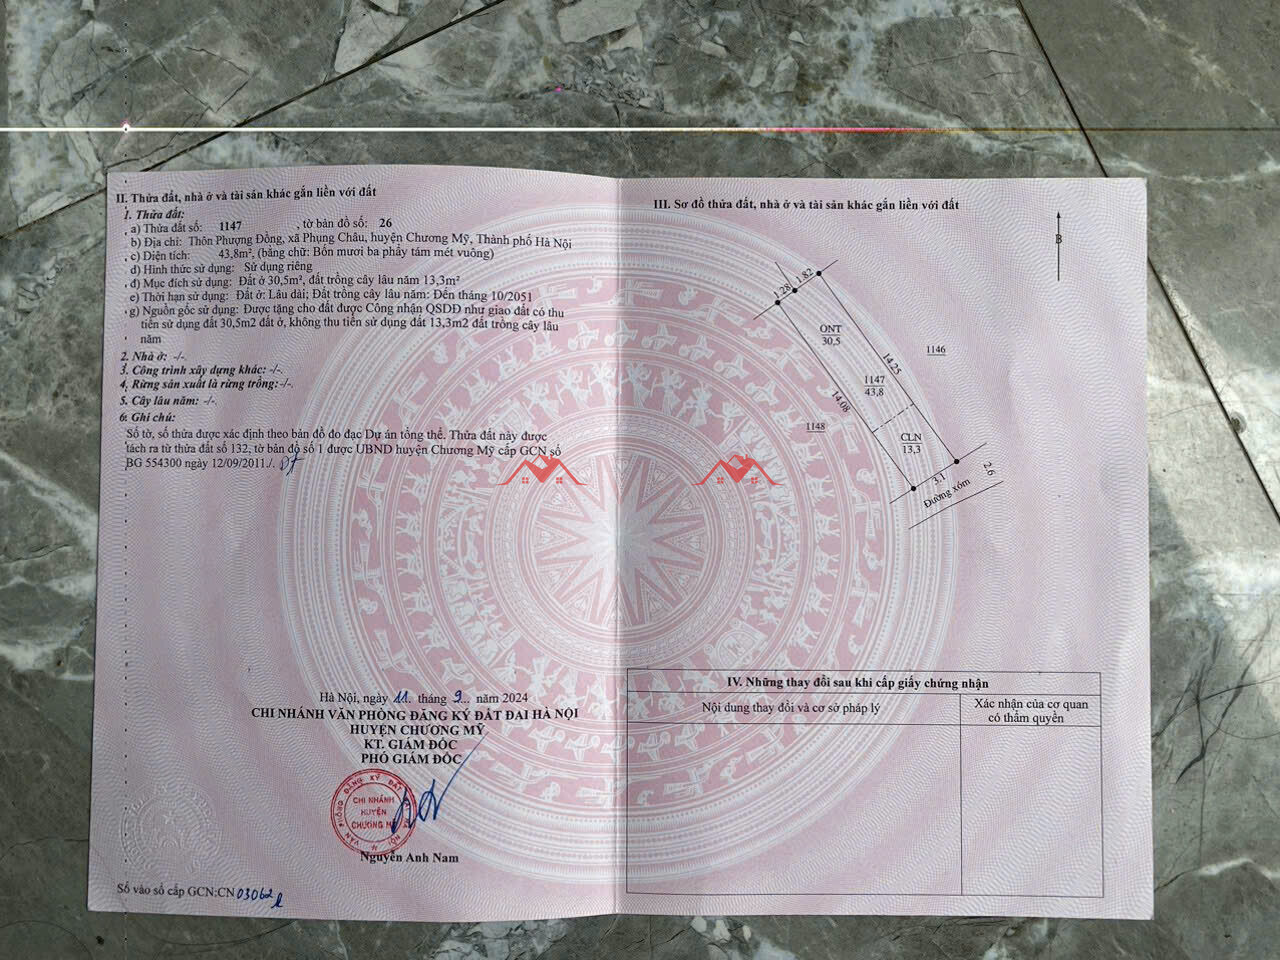 II. Thửa đất, nhà ở và tài sản khác gắn liền với đất
1. Thửa đất:
a) Thửa đất số: 1147 , tờ bản đồ số: 26
b) Địa chỉ: Thôn Phượng Đồng, xã Phụng Châu, huyện Chương Mỹ, Thành phố Hà Nội
c) Diện tích: 43,8m², (bằng chữ: Bốn mươi ba phẩy tám mét vuông)
d) Hình thức sử dụng: Sử dụng riêng
đ) Mục đích sử dụng: Đất ở 30,5m², đất trồng cây lâu năm 13,3m²
e) Thời hạn sử dụng: Đất ở: Lâu dài; Đất trồng cây lâu năm: Đến tháng 10/2051
g) Nguồn gốc sử dụng: Được tặng cho đất được Công nhận QSDĐ như giao đất có thu
tiền sử dụng đất 30,5m2 đất ở, không thu tiền sử dụng đất 13,3m2 đất trồng cây lâu
năm
2. Nhà ở: -/-
3. Công trình xây dựng khác: -/-.
4. Rừng sản xuất là rừng trồng:-/-.
5. Cây lâu năm: -/-.
6. Ghi chú:
Số tờ, số thửa được xác định theo bản đồ đo đạc Dự án tổng thể. Thửa đất này được
tách ra từ thửa đất số 132, tờ bản đồ số 1 được UBND huyện Chương Mỹ cấp GCN số
BG 554300 ngày 12/09/2011./.
Hà Nội, ngày 11. tháng 9... năm 2024
CHI NHÁNH VĂN PHÒNG ĐĂNG KÝ ĐẤT ĐAI HÀ NỘI
HUYỆN CHƯƠNG MỸ
KT. GIÁM ĐỐC
PHÓ GIÁM ĐỐC
VĂN PHÒNG ĐĂNG KÝ ĐẤT ĐAI HÀ NỘI
CHI NHÁNH
HUYỆN
CHƯƠNG MỸ
Nguyễn Anh Nam
Số vào sổ cấp GCN:CN 03062
III. Sơ đồ thửa đất, nhà ở và tài sản khác gắn liền với đất
B
1.28
1.82
ONT
30,5
1146
14.25
1147
43,8
14.08
1148
CLN
13,3
3.1
2.6
Đường xóm
IV. Những thay đổi sau khi cấp giấy chứng nhận
Nội dung thay đổi và cơ sở pháp lý
Xác nhận của cơ quan
có thẩm quyền